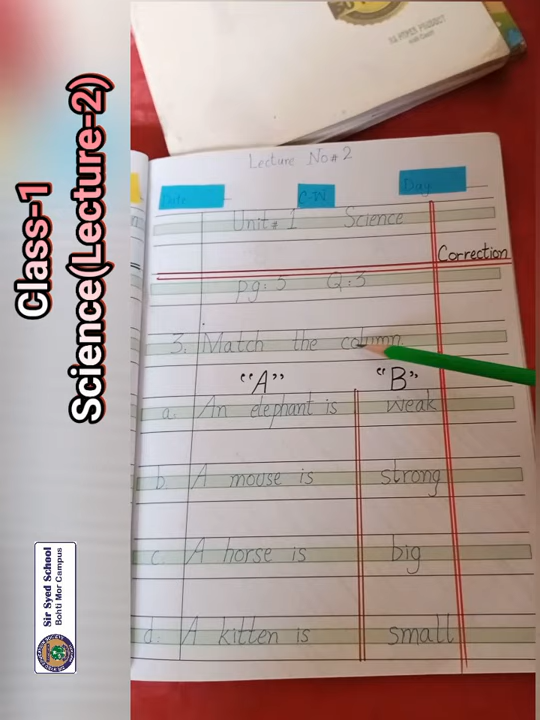 Class-1
Science(Lecture-2)
Sir Syed School
Bohti Mor Campus
Lecture No# 2
Date C-W Day
Unit# 1 Science
Correction
pg: 5 Q:3
3. Match the column
"A" "B"
a. An elephant is weak
b. A mouse is strong
c. A horse is big
d. A kitten is small